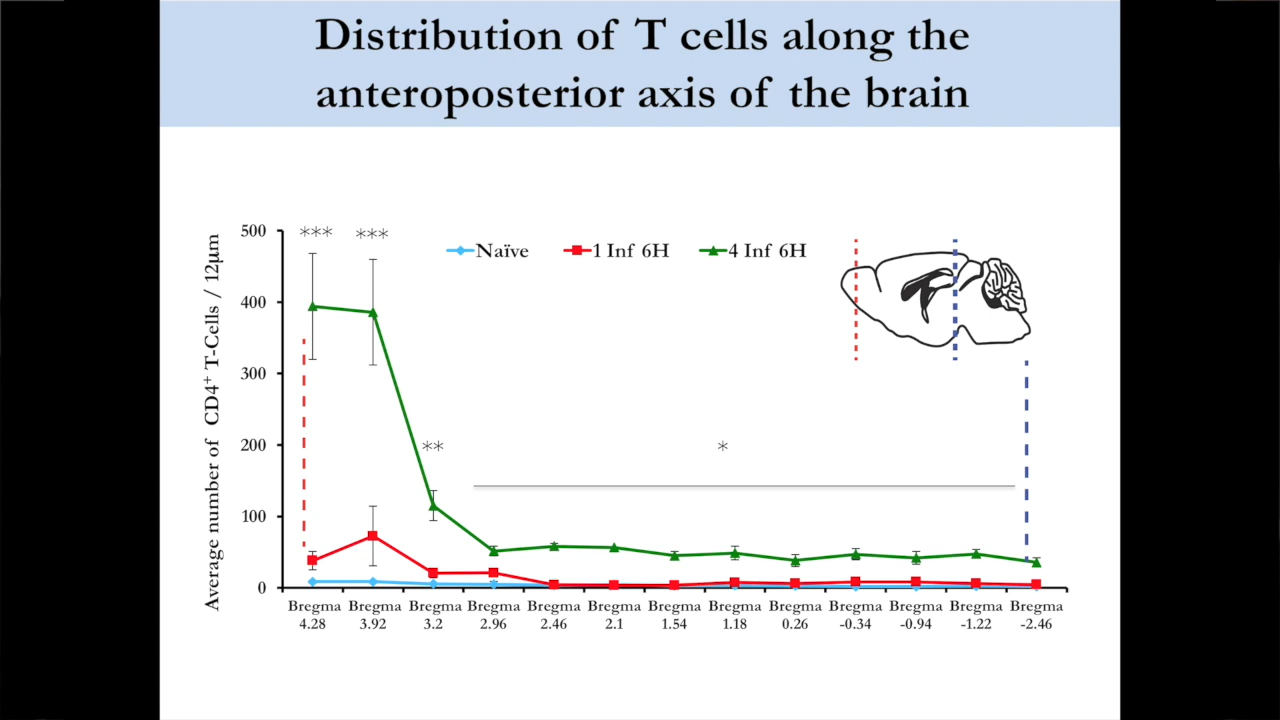 Distribution of T cells along the
anteroposterior axis of the brain
Average number of CD4⁺ T-Cells / 12μm
500
400
300
200
100
0
***
***
**
*
Naïve
1 Inf 6H
4 Inf 6H
Bregma 4.28
Bregma 3.92
Bregma 3.2
Bregma 2.96
Bregma 2.46
Bregma 2.1
Bregma 1.54
Bregma 1.18
Bregma 0.26
Bregma -0.34
Bregma -0.94
Bregma -1.22
Bregma -2.46